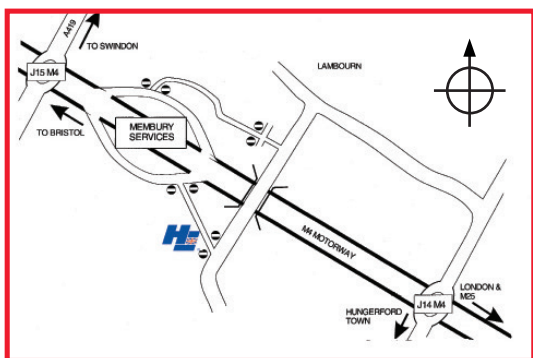 A419
TO SWINDON
J15 M4
LAMBOURN
TO BRISTOL
MEMBURY
SERVICES
M4 MOTORWAY
LONDON &
M25
J14 M4
HUNGERFORD
TOWN